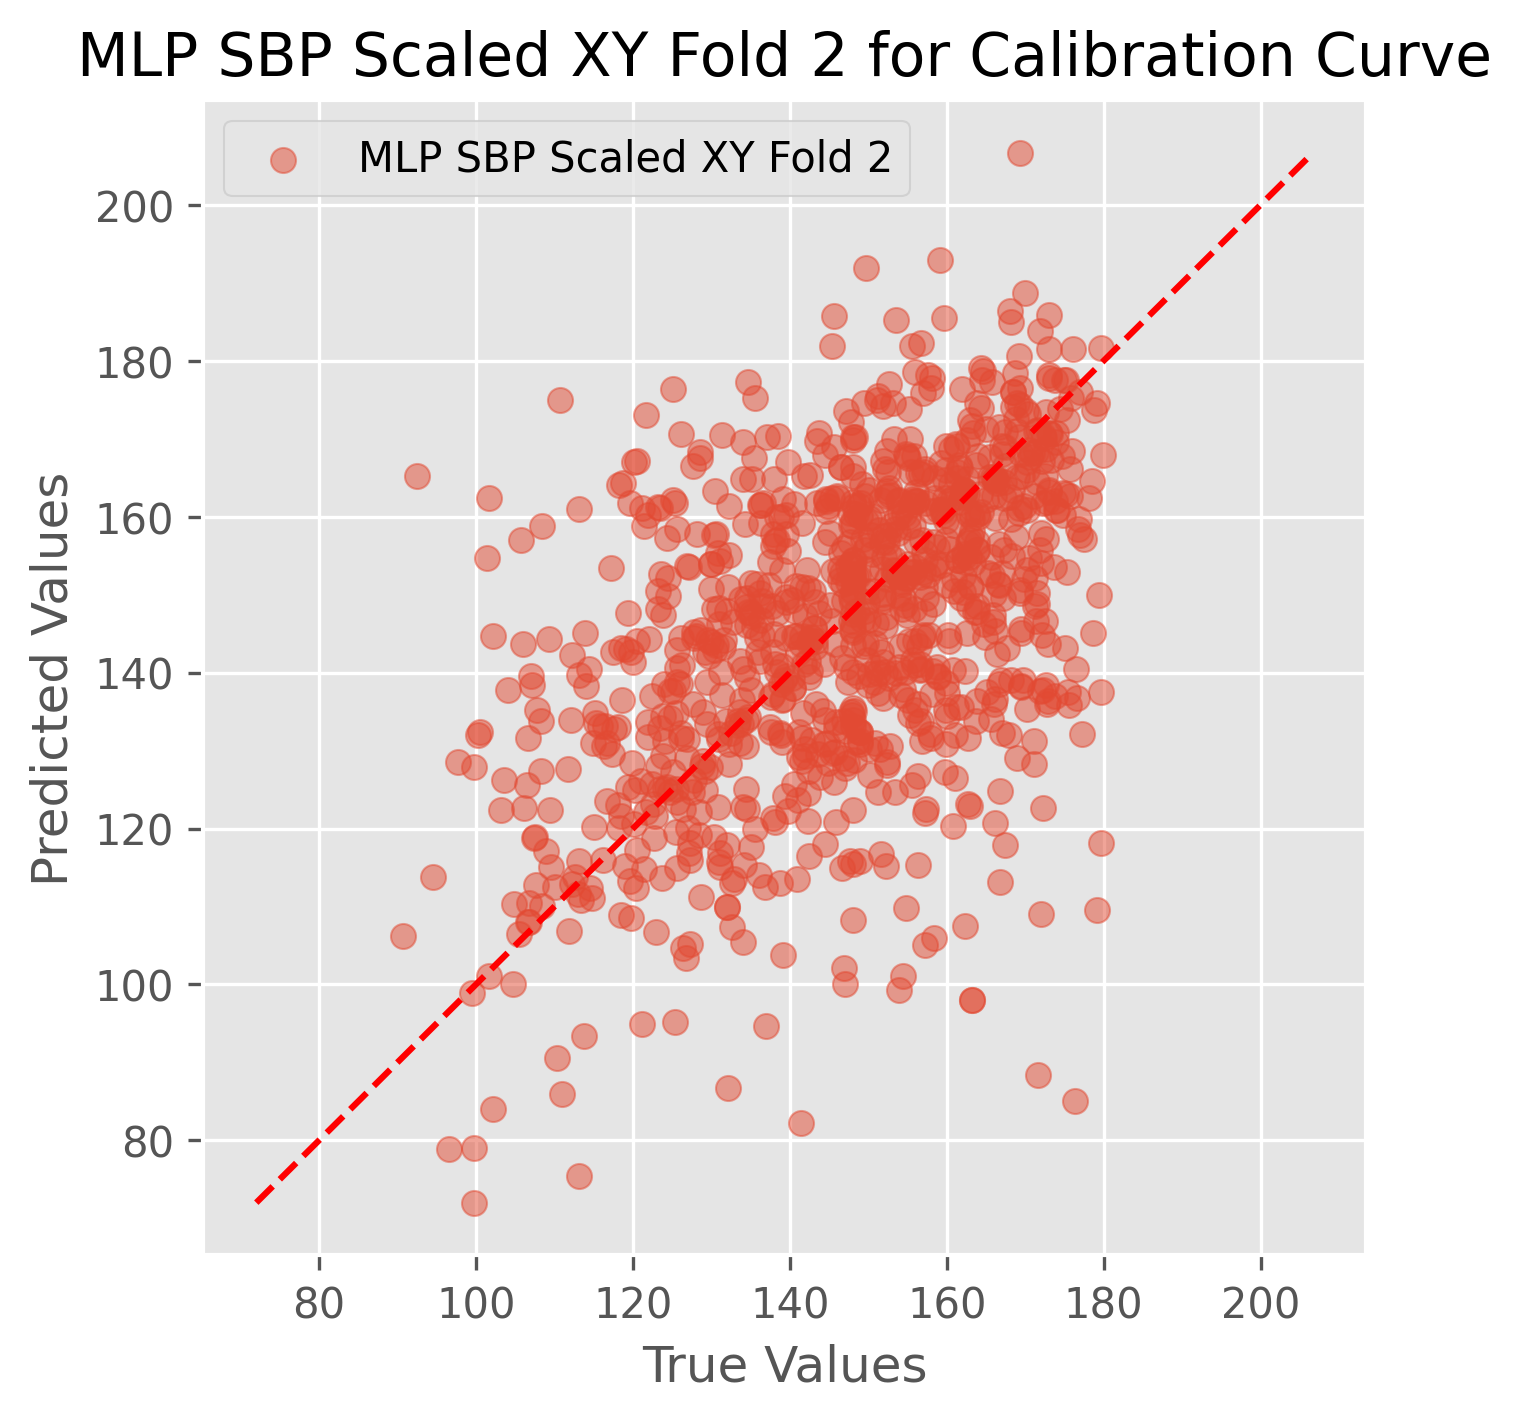 MLP SBP Scaled XY Fold 2 for Calibration Curve
MLP SBP Scaled XY Fold 2
200
180
160
140
120
100
80
Predicted Values
80 100 120 140 160 180 200
True Values